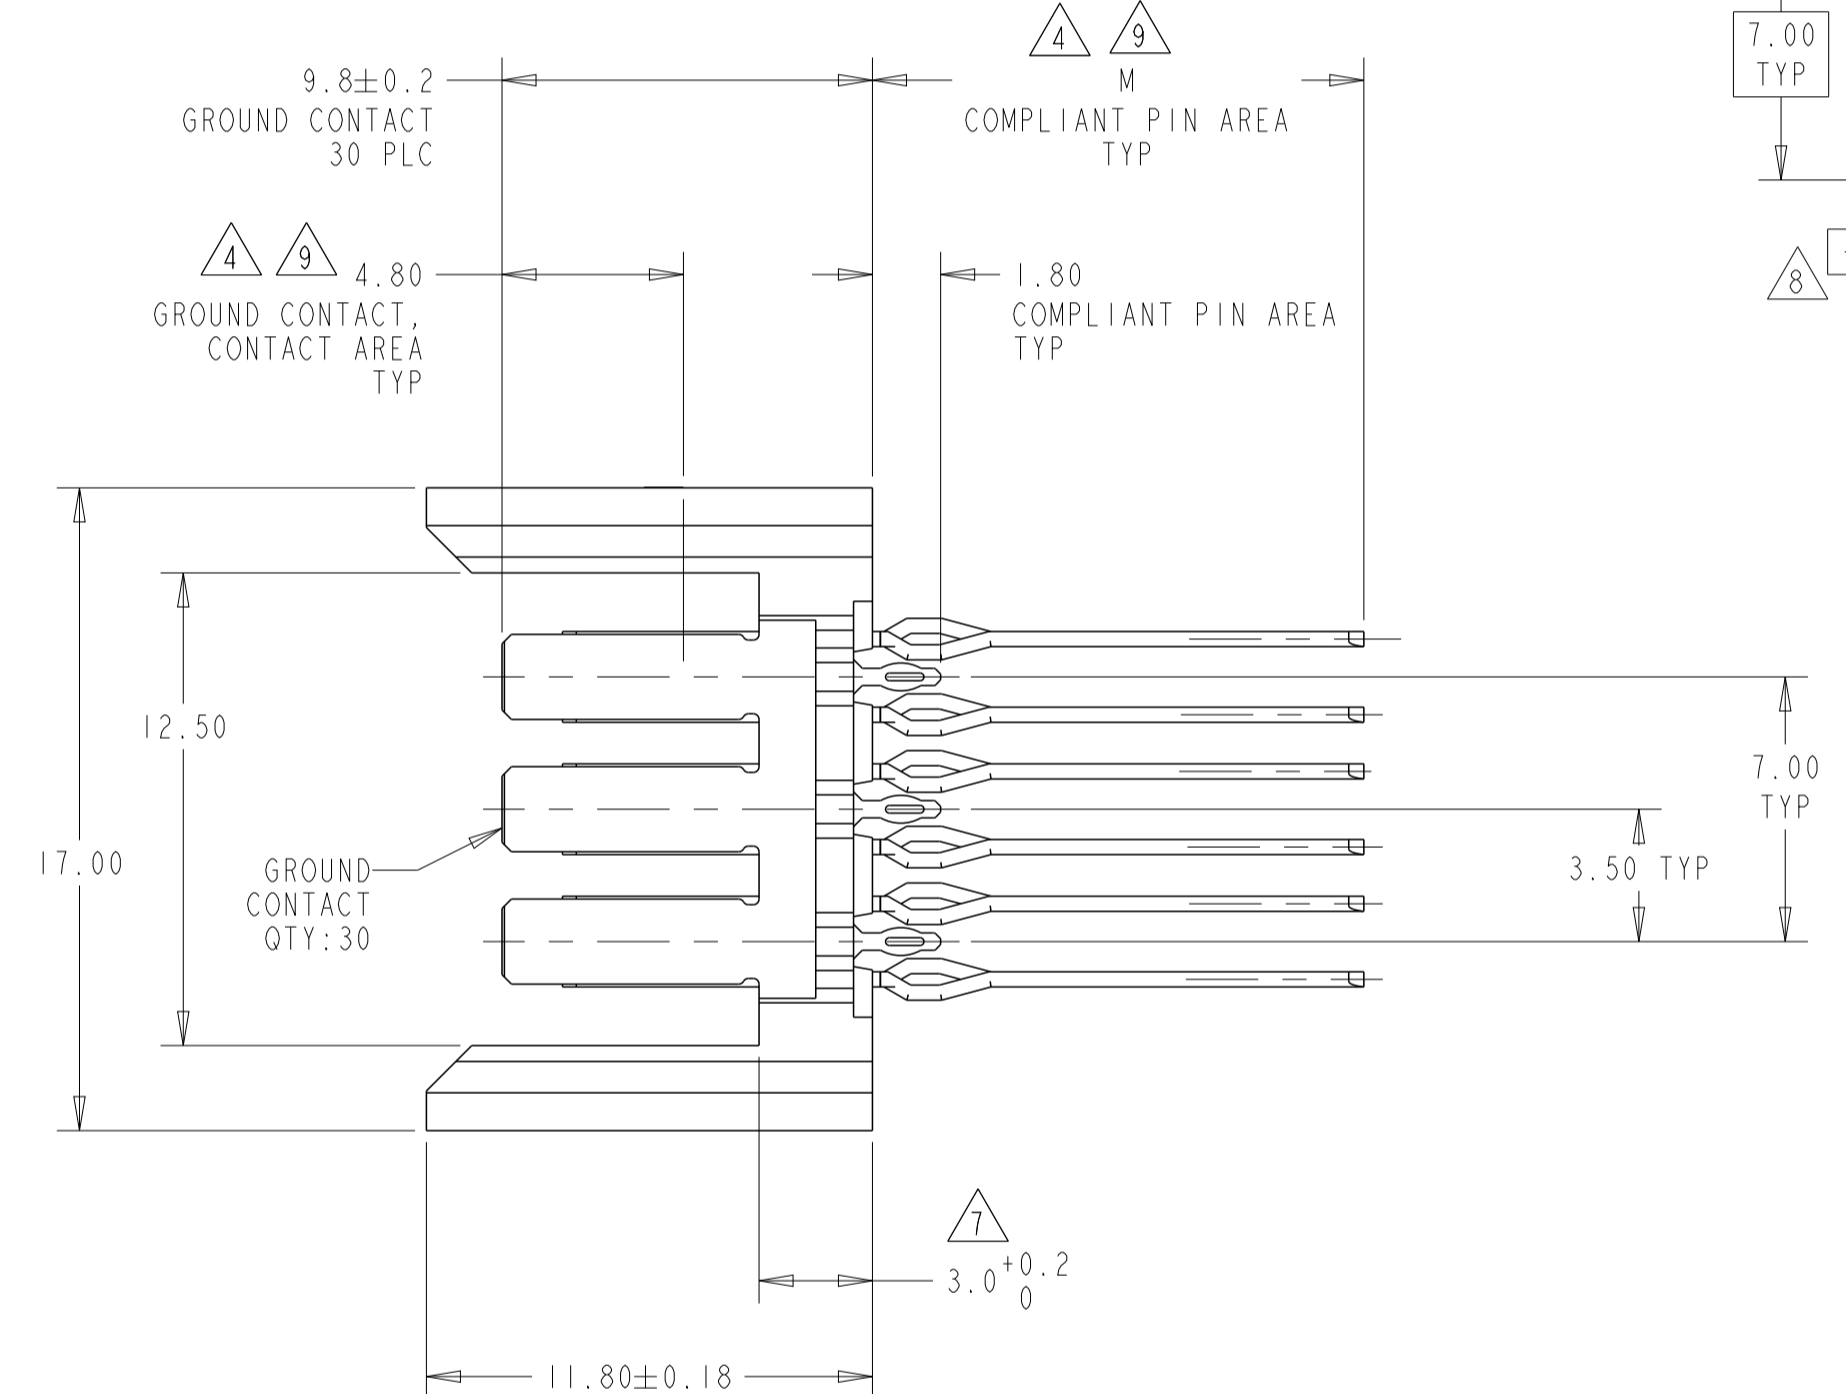 4 9
7.00
TYP
9.8±0.2
GROUND CONTACT
30 PLC
M
COMPLIANT PIN AREA
TYP
4 9 4.80
GROUND CONTACT,
CONTACT AREA
TYP
1.80
COMPLIANT PIN AREA
TYP
8
12.50
17.00
GROUND
CONTACT
QTY:30
7.00
TYP
3.50 TYP
7
3.0 +0.2
0
11.80±0.18